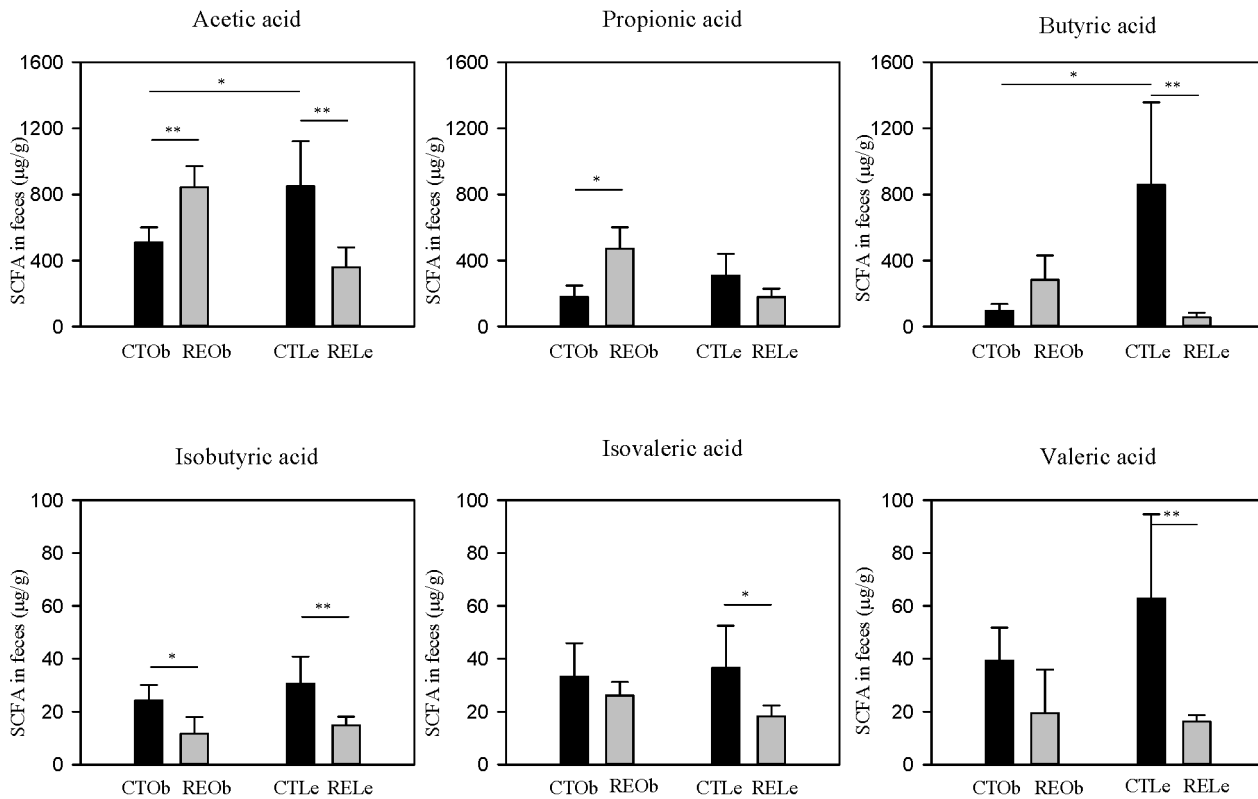 Acetic acid
Propionic acid
Butyric acid
SCFA in feces (µg/g)
1600
1200
800
400
0
*
**
**
CTOb REOb CTLe RELe
SCFA in feces (µg/g)
1600
1200
800
400
0
*
CTOb REOb CTLe RELe
SCFA in feces (µg/g)
1600
1200
800
400
0
*
**
CTOb REOb CTLe RELe
Isobutyric acid
Isovaleric acid
Valeric acid
SCFA in feces (µg/g)
100
80
60
40
20
0
*
**
CTOb REOb CTLe RELe
SCFA in feces (µg/g)
100
80
60
40
20
0
*
CTOb REOb CTLe RELe
SCFA in feces (µg/g)
100
80
60
40
20
0
**
CTOb REOb CTLe RELe